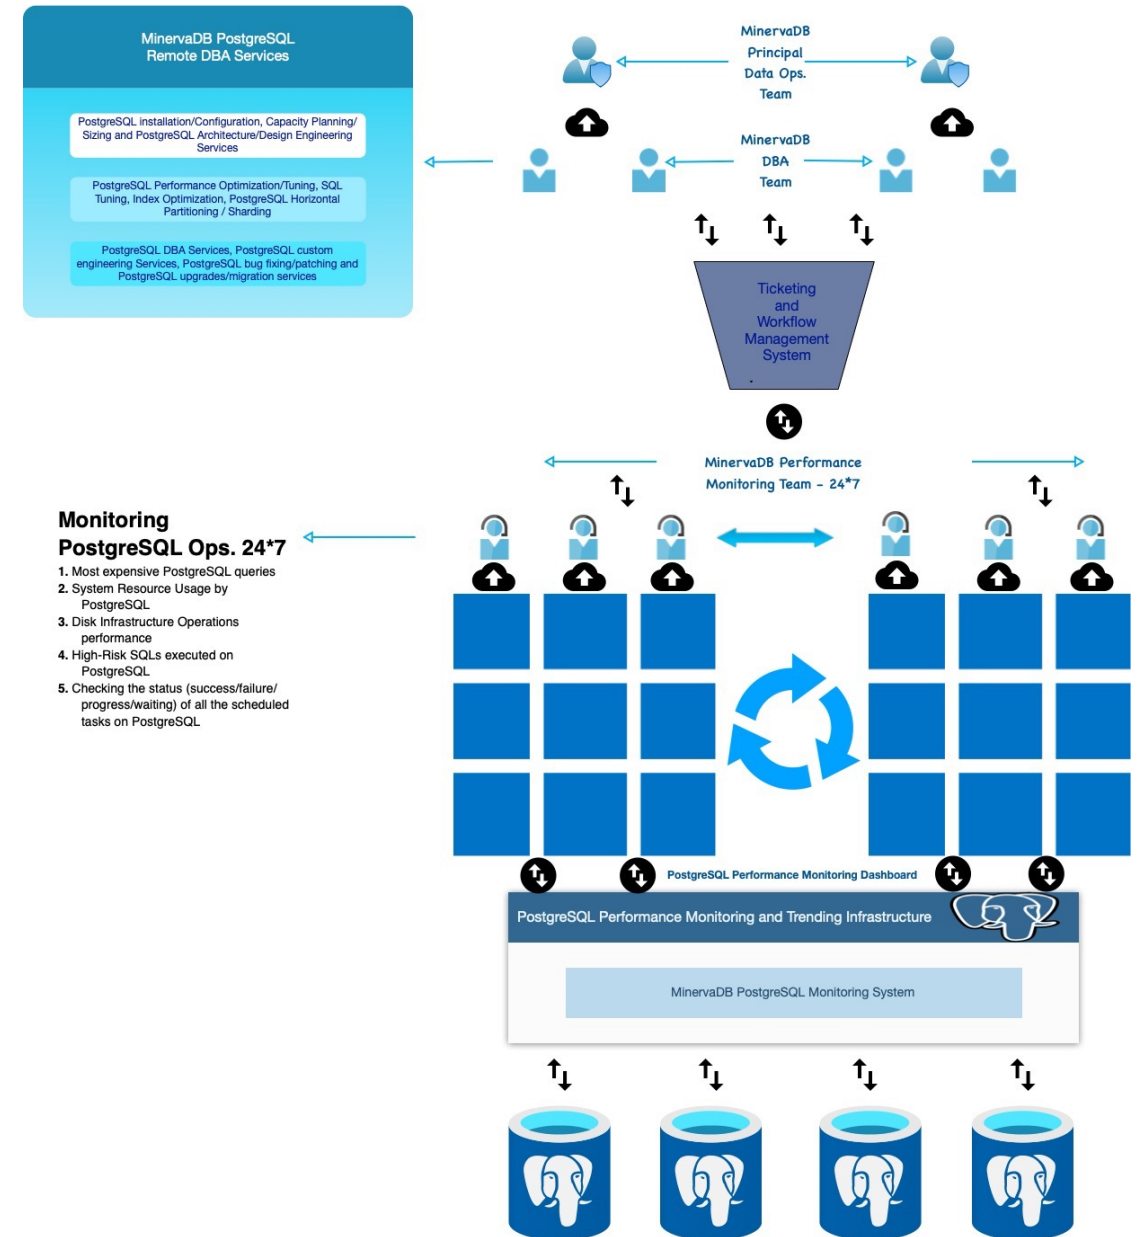 MinervaDB PostgreSQL
Remote DBA Services
PostgreSQL installation/Configuration, Capacity Planning/
Sizing and PostgreSQL Architecture/Design Engineering
Services
PostgreSQL Performance Optimization/Tuning, SQL
Tuning, Index Optimization, PostgreSQL Horizontal
Partitioning / Sharding
PostgreSQL DBA Services, PostgreSQL custom
engineering Services, PostgreSQL bug fixing/patching and
PostgreSQL upgrades/migration services
MinervaDB
Principal
Data Ops.
Team
MinervaDB
DBA
Team
Ticketing
and
Workflow
Management
System
.
MinervaDB Performance
Monitoring Team - 24*7
Monitoring
PostgreSQL Ops. 24*7
1. Most expensive PostgreSQL queries
2. System Resource Usage by
PostgreSQL
3. Disk Infrastructure Operations
performance
4. High-Risk SQLs executed on
PostgreSQL
5. Checking the status (success/failure/
progress/waiting) of all the scheduled
tasks on PostgreSQL
PostgreSQL Performance Monitoring Dashboard
PostgreSQL Performance Monitoring and Trending Infrastructure
MinervaDB PostgreSQL Monitoring System